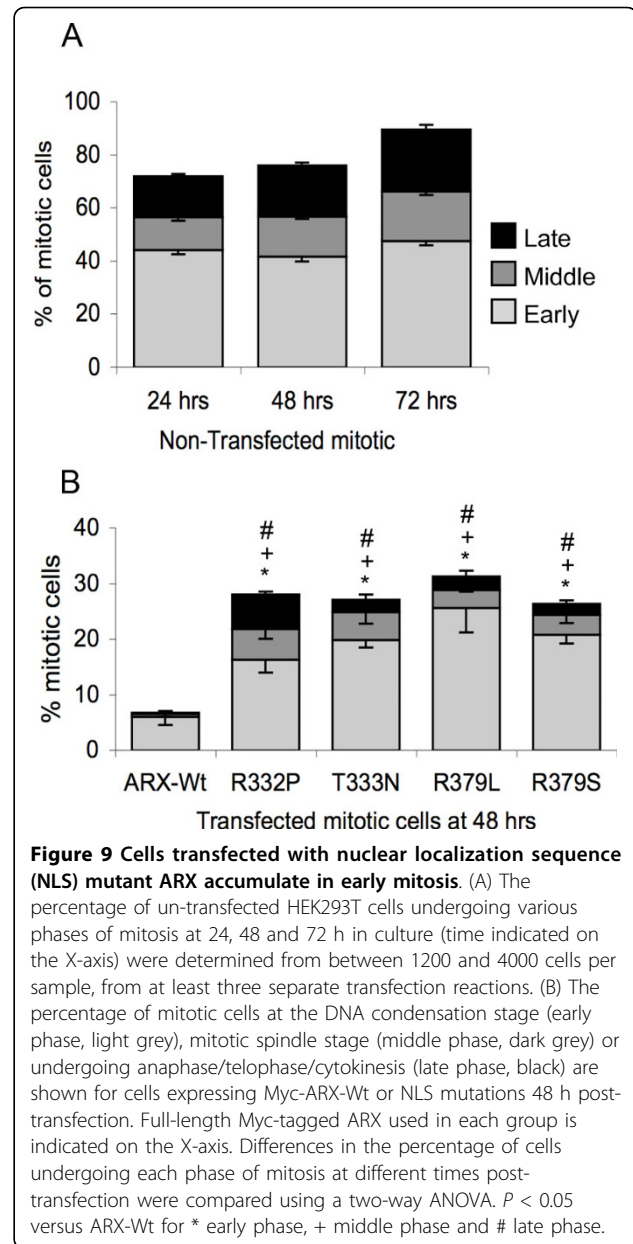 A
100
80
60
40
20
0
% of mitotic cells
Late
Middle
Early
24 hrs 48 hrs 72 hrs
Non-Transfected mitotic
B
40
30
20
10
0
% mitotic cells
# # # #
+ + + +
* * * *
ARX-Wt R332P T333N R379L R379S
Transfected mitotic cells at 48 hrs
Figure 9 Cells transfected with nuclear localization sequence
(NLS) mutant ARX accumulate in early mitosis. (A) The
percentage of un-transfected HEK293T cells undergoing various
phases of mitosis at 24, 48 and 72 h in culture (time indicated on
the X-axis) were determined from between 1200 and 4000 cells per
sample, from at least three separate transfection reactions. (B) The
percentage of mitotic cells at the DNA condensation stage (early
phase, light grey), mitotic spindle stage (middle phase, dark grey) or
undergoing anaphase/telophase/cytokinesis (late phase, black) are
shown for cells expressing Myc-ARX-Wt or NLS mutations 48 h post-
transfection. Full-length Myc-tagged ARX used in each group is
indicated on the X-axis. Differences in the percentage of cells
undergoing each phase of mitosis at different times post-
transfection were compared using a two-way ANOVA. P < 0.05
versus ARX-Wt for * early phase, + middle phase and # late phase.